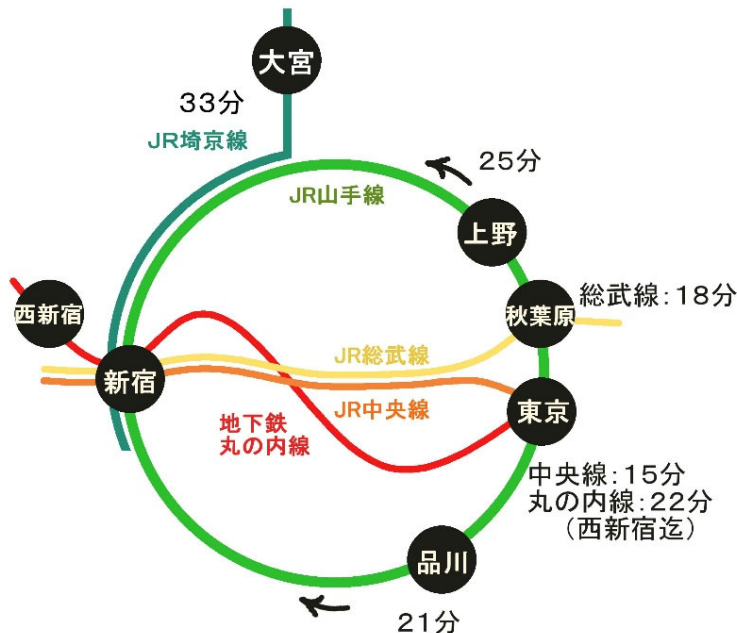 大宮
33分
JR埼京線
25分
JR山手線
上野
西新宿
秋葉原
総武線:18分
JR総武線
新宿
JR中央線
東京
地下鉄
丸の内線
中央線:15分
丸の内線:22分
(西新宿迄)
品川
21分